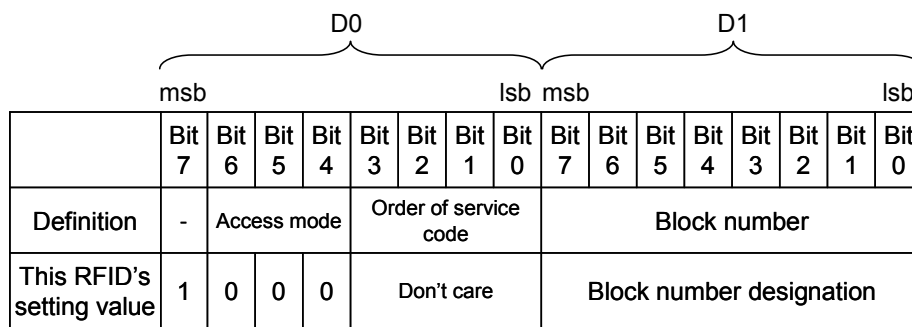 D0 D1
msb lsb msb lsb
Bit 7 Bit 6 Bit 5 Bit 4 Bit 3 Bit 2 Bit 1 Bit 0 Bit 7 Bit 6 Bit 5 Bit 4 Bit 3 Bit 2 Bit 1 Bit 0
Definition - Access mode Order of service code Block number
This RFID's setting value 1 0 0 0 Don't care Block number designation